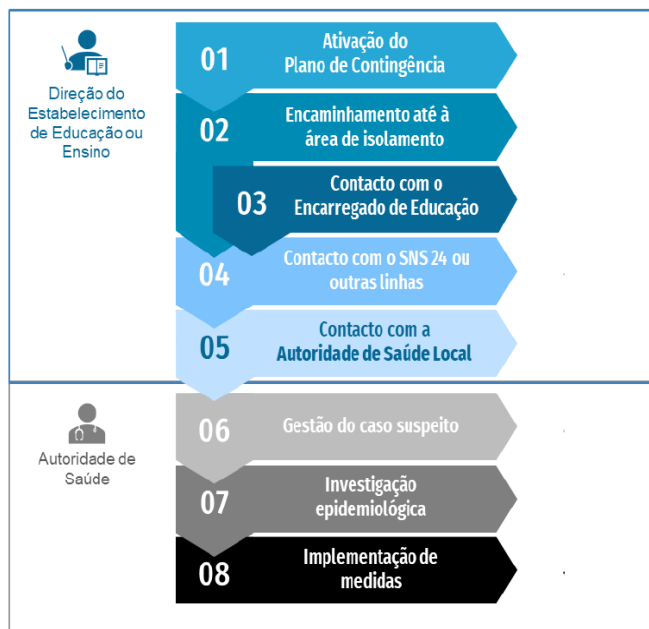 Direção do
Estabelecimento
de Educação ou
Ensino
01
Ativação do
Plano de Contingência
02
Encaminhamento até à
área de isolamento
03
Contacto com o
Encarregado de Educação
04
Contacto com o SNS 24 ou
outras linhas
05
Contacto com a
Autoridade de Saúde Local
Autoridade de
Saúde
06
Gestão do caso suspeito
07
Investigação
epidemiológica
08
Implementação de
medidas